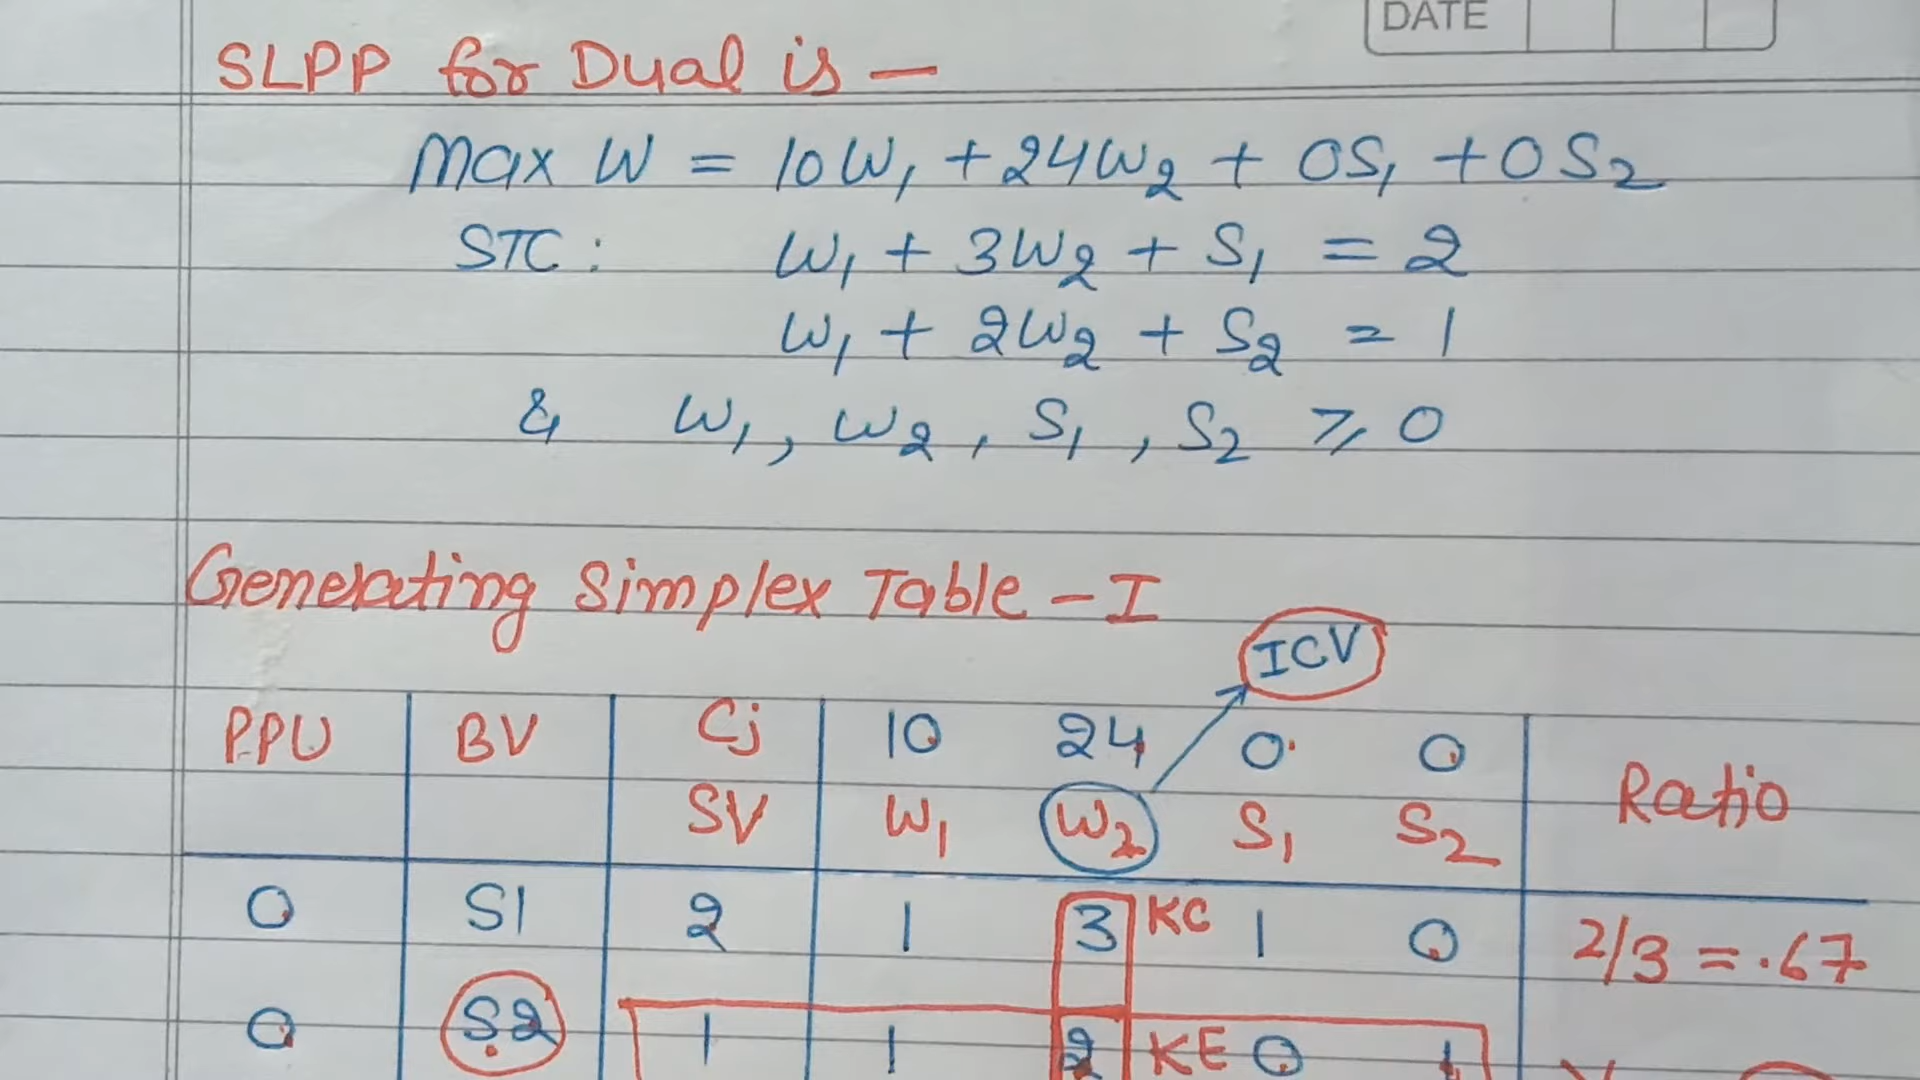 DATE
SLPP for Dual is —
Max W = 10W1 + 24W2 + 0S1 + 0S2
STC: W1 + 3W2 + S1 = 2
W1 + 2W2 + S2 = 1
& W1, W2, S1, S2 ≥ 0
Generating Simplex Table - I
ICV
PPU BV Cj 10 24 0 0 Ratio
SV W1 W2 S1 S2
0 S1 2 1 3 KC 1 0 2/3 = .67
0 S2 1 1 2 KE 0 1